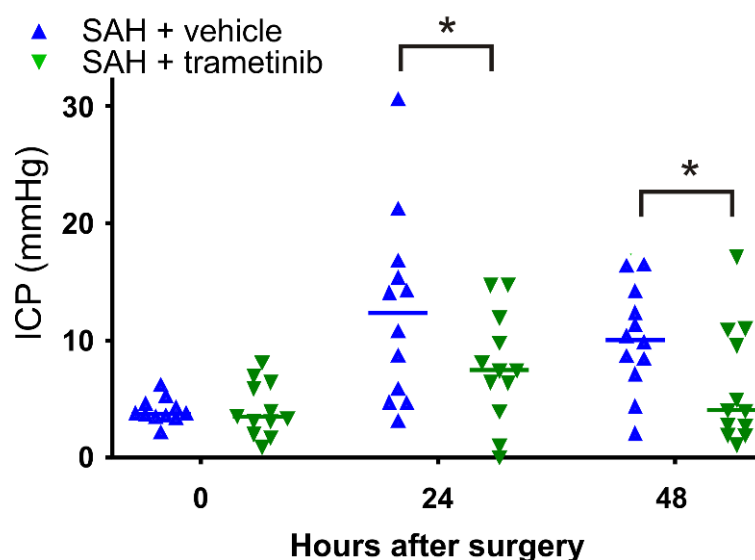 SAH + vehicle
SAH + trametinib
*
*
30
20
10
0
ICP (mmHg)
0 24 48
Hours after surgery